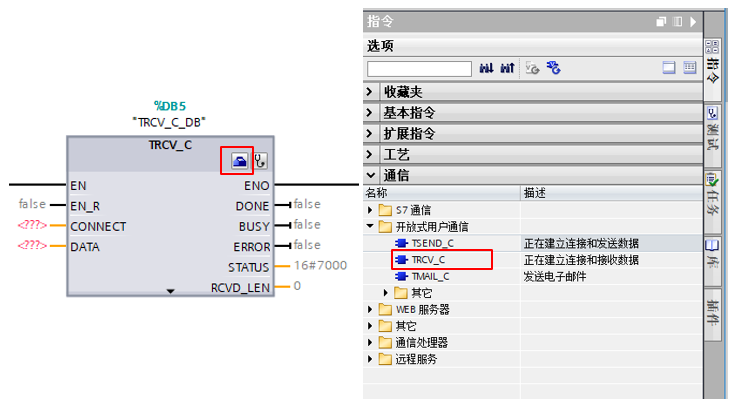 %DB5
"TRCV_C_DB"
TRCV_C
EN
ENO
false
EN_R
DONE
false
<???>
CONNECT
BUSY
false
<???>
DATA
ERROR
false
STATUS
16#7000
RCVD_LEN
0
指令
选项
收藏夹
基本指令
扩展指令
工艺
通信
名称
描述
S7 通信
开放式用户通信
TSEND_C
正在建立连接和发送数据
TRCV_C
正在建立连接和接收数据
TMAIL_C
发送电子邮件
其它
WEB 服务器
其它
通信处理器
远程服务
指令
测试
任务
库
插件